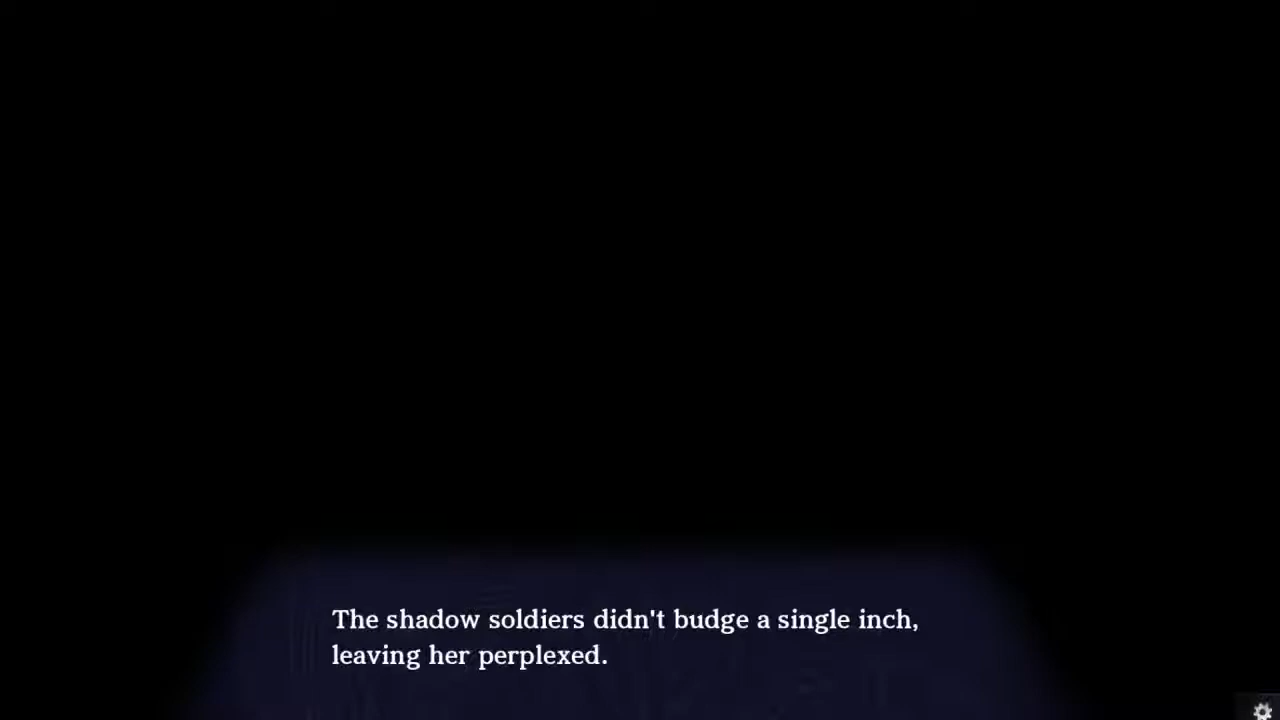 The shadow soldiers didn't budge a single inch,
leaving her perplexed.